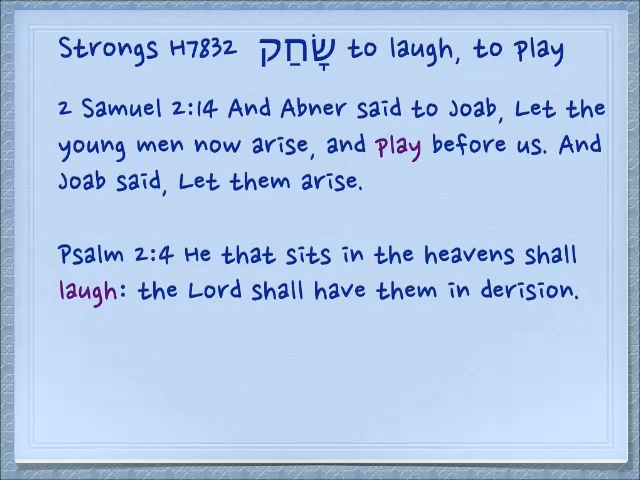 Strongs H7832 שָׂחַק to laugh, to play
2 Samuel 2:14 And Abner said to Joab, Let the
young men now arise, and play before us. And
Joab said, Let them arise.
Psalm 2:4 He that sits in the heavens shall
laugh: the Lord shall have them in derision.